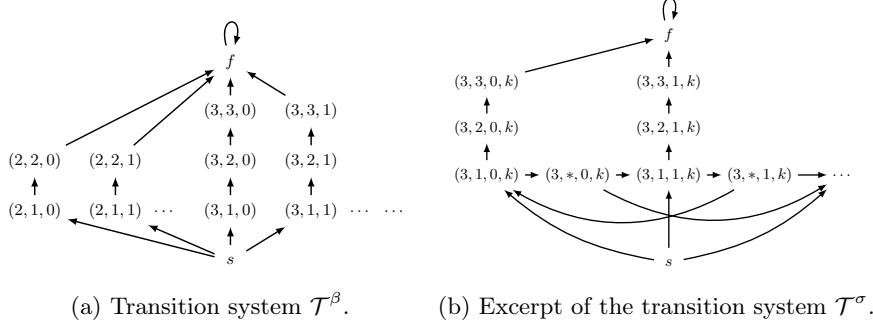 f
f
(3, 3, 0) (3, 3, 1)
(3, 3, 0, k) (3, 3, 1, k)
(2, 2, 0) (2, 2, 1) (3, 2, 0) (3, 2, 1)
(3, 2, 0, k) (3, 2, 1, k)
(2, 1, 0) (2, 1, 1) ··· (3, 1, 0) (3, 1, 1) ··· ···
(3, 1, 0, k) (3, ∗, 0, k) (3, 1, 1, k) (3, ∗, 1, k) ···
s
s
(a) Transition system 𝒯^β.
(b) Excerpt of the transition system 𝒯^σ.